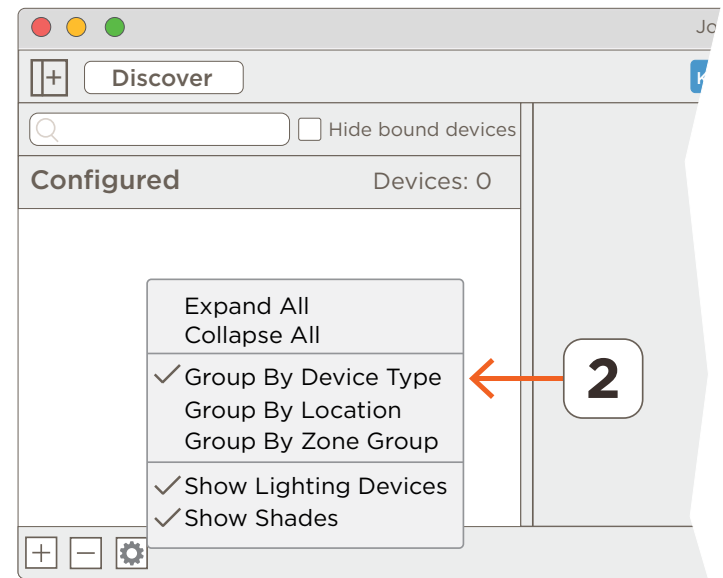 Jo
Discover
K
Hide bound devices
Configured Devices: 0
Expand All
Collapse All
Group By Device Type
2
Group By Location
Group By Zone Group
Show Lighting Devices
Show Shades